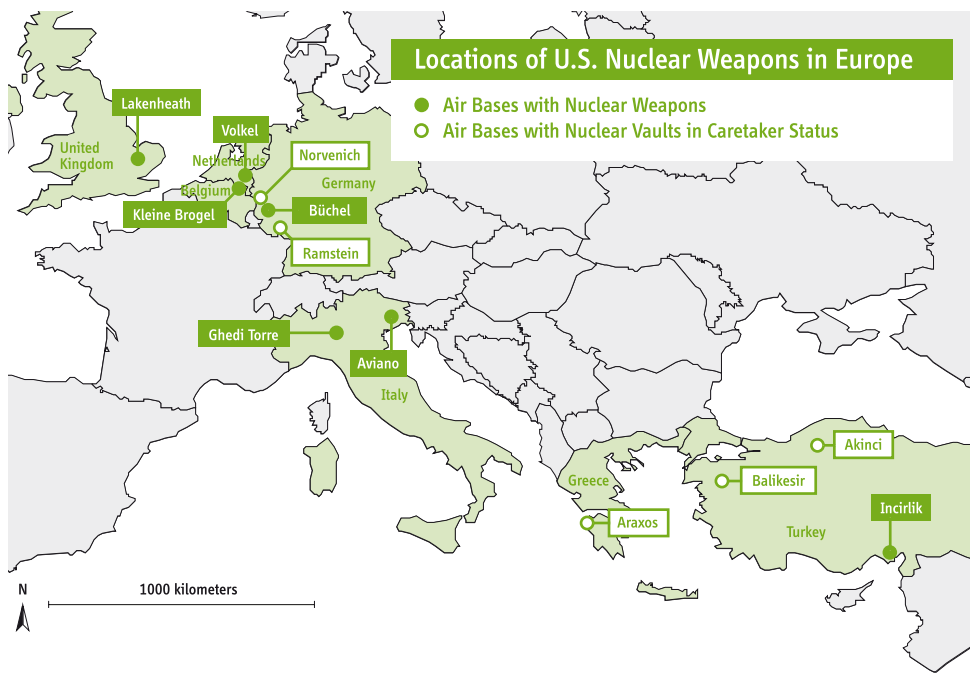 Locations of U.S. Nuclear Weapons in Europe
Air Bases with Nuclear Weapons
Air Bases with Nuclear Vaults in Caretaker Status
Lakenheath
Volkel
United
Kingdom
Netherlands
Norvenich
Belgium
Germany
Kleine Brogel
Büchel
Ramstein
Ghedi Torre
Aviano
Italy
Akinci
Greece
Balikesir
Incirlik
Araxos
Turkey
N
1000 kilometers